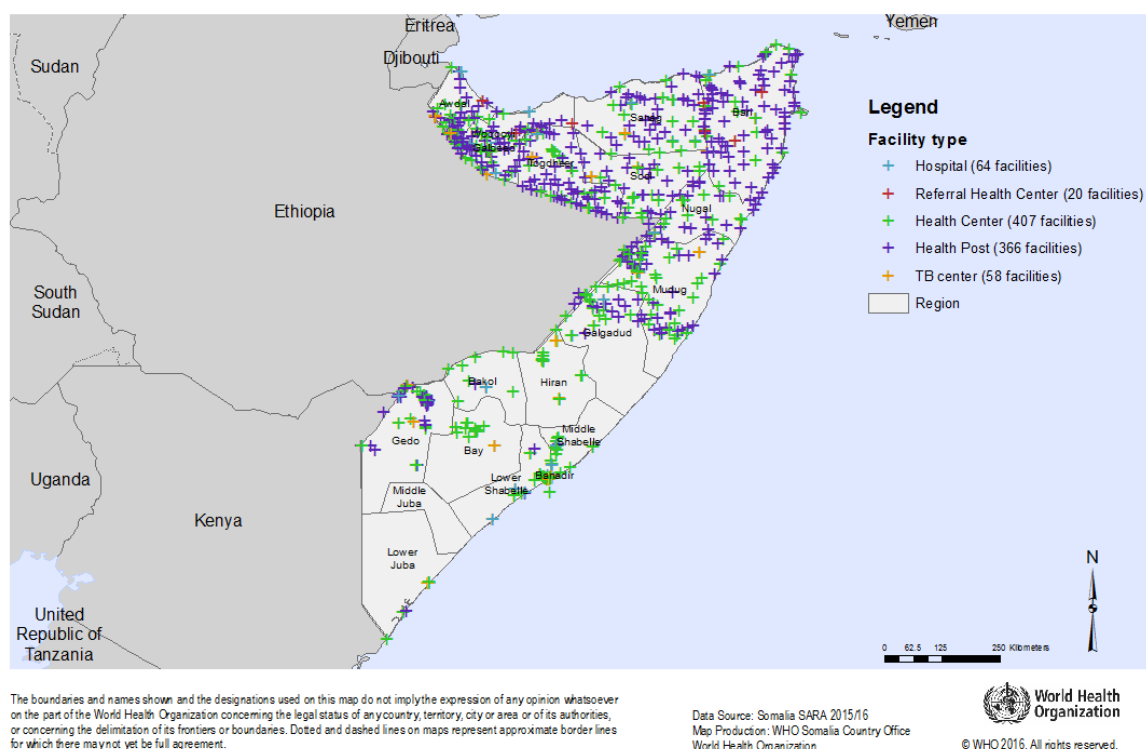 Eritrea
Yemen
Djibouti
Sudan
Awdal
Sanag
Bari
Woqooyi
Galbeed
Togdheer
Sool
Ethiopia
Nugal
South
Sudan
Mudug
Galgadud
Bakol
Hiran
Middle
Shabelle
Gedo
Bay
Uganda
Lower
Shabelle
Banadir
Middle
Juba
Kenya
Lower
Juba
United
Republic of
Tanzania
Legend
Facility type
Hospital (64 facilities)
Referral Health Center (20 facilities)
Health Center (407 facilities)
Health Post (366 facilities)
TB center (58 facilities)
Region
N
0 62.5 125 250 Kilometers
The boundaries and names shown and the designations used on this map do not imply the expression of any opinion whatsoever
on the part of the World Health Organization concerning the legal status of any country, territory, city or area or of its authorities,
or concerning the delimitation of its frontiers or boundaries. Dotted and dashed lines on maps represent approximate border lines
for which there may not yet be full agreement.
Data Source: Somalia SARA 2015/16
Map Production: WHO Somalia Country Office
World Health Organization
World Health
Organization
© WHO 2016. All rights reserved.